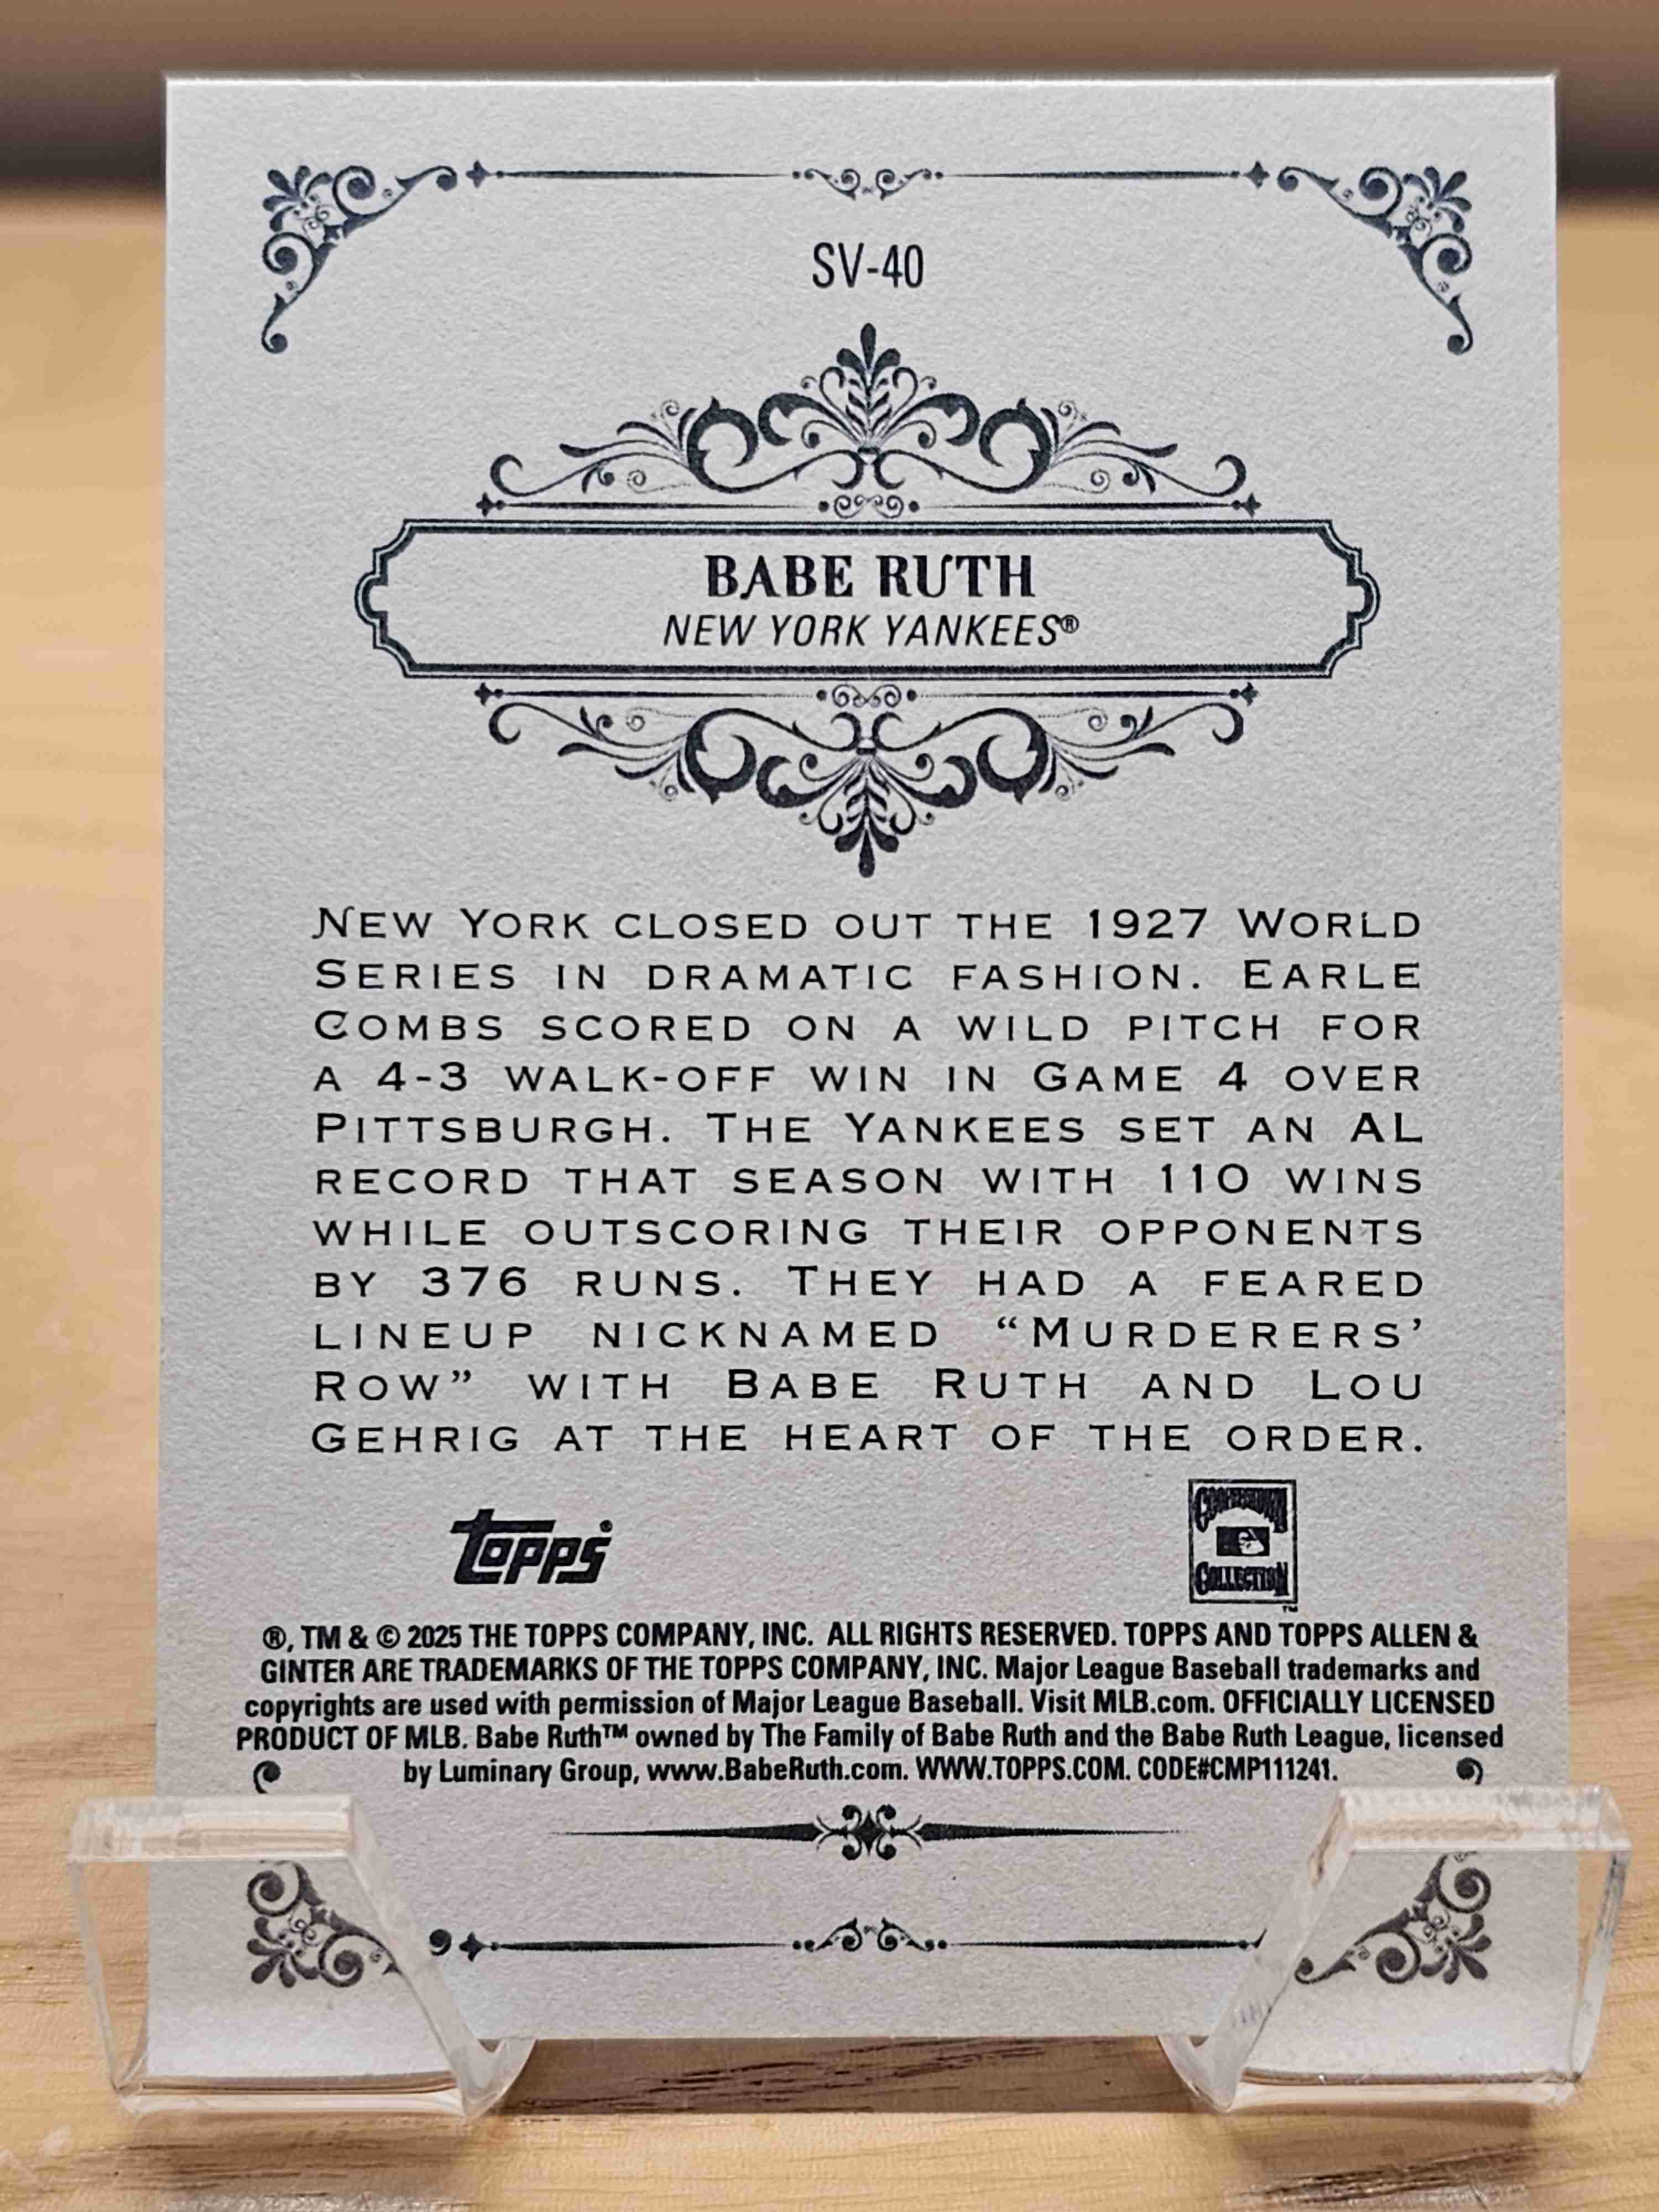 SV-40
BABE RUTH
NEW YORK YANKEES®
NEW YORK CLOSED OUT THE 1927 WORLD
SERIES IN DRAMATIC FASHION. EARLE
COMBS SCORED ON A WILD PITCH FOR
A 4-3 WALK-OFF WIN IN GAME 4 OVER
PITTSBURGH. THE YANKEES SET AN AL
RECORD THAT SEASON WITH 110 WINS
WHILE OUTSCORING THEIR OPPONENTS
BY 376 RUNS. THEY HAD A FEARED
LINEUP NICKNAMED “MURDERERS’
ROW” WITH BABE RUTH AND LOU
GEHRIG AT THE HEART OF THE ORDER.
topps®
COOPERSTOWN
COLLECTION™
®, TM & © 2025 THE TOPPS COMPANY, INC. ALL RIGHTS RESERVED. TOPPS AND TOPPS ALLEN &
GINTER ARE TRADEMARKS OF THE TOPPS COMPANY, INC. Major League Baseball trademarks and
copyrights are used with permission of Major League Baseball. Visit MLB.com. OFFICIALLY LICENSED
PRODUCT OF MLB. Babe Ruth™ owned by The Family of Babe Ruth and the Babe Ruth League, licensed
by Luminary Group, www.BabeRuth.com. WWW.TOPPS.COM. CODE#CMP111241.